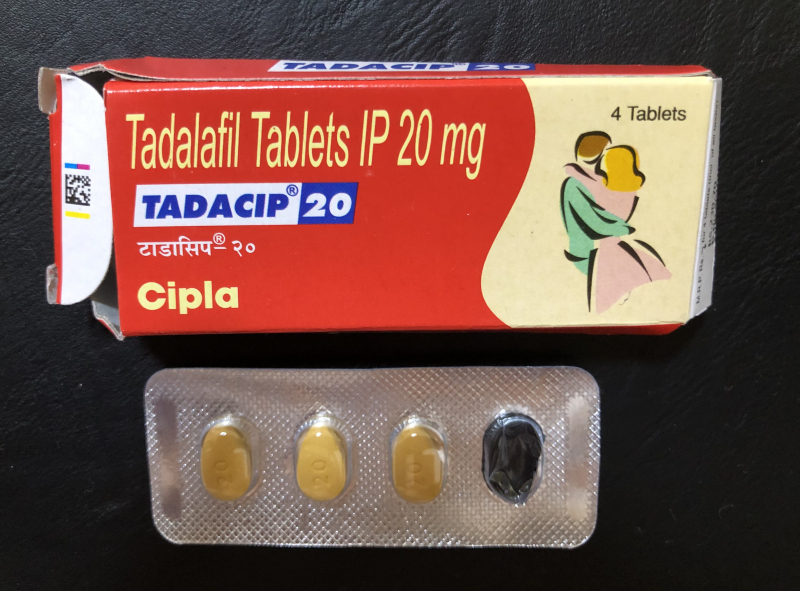 TADACIP 20
Tadalafil Tablets IP 20 mg
4 Tablets
TADACIP® 20
टाडासिप® - २०
Cipla
20
20
20